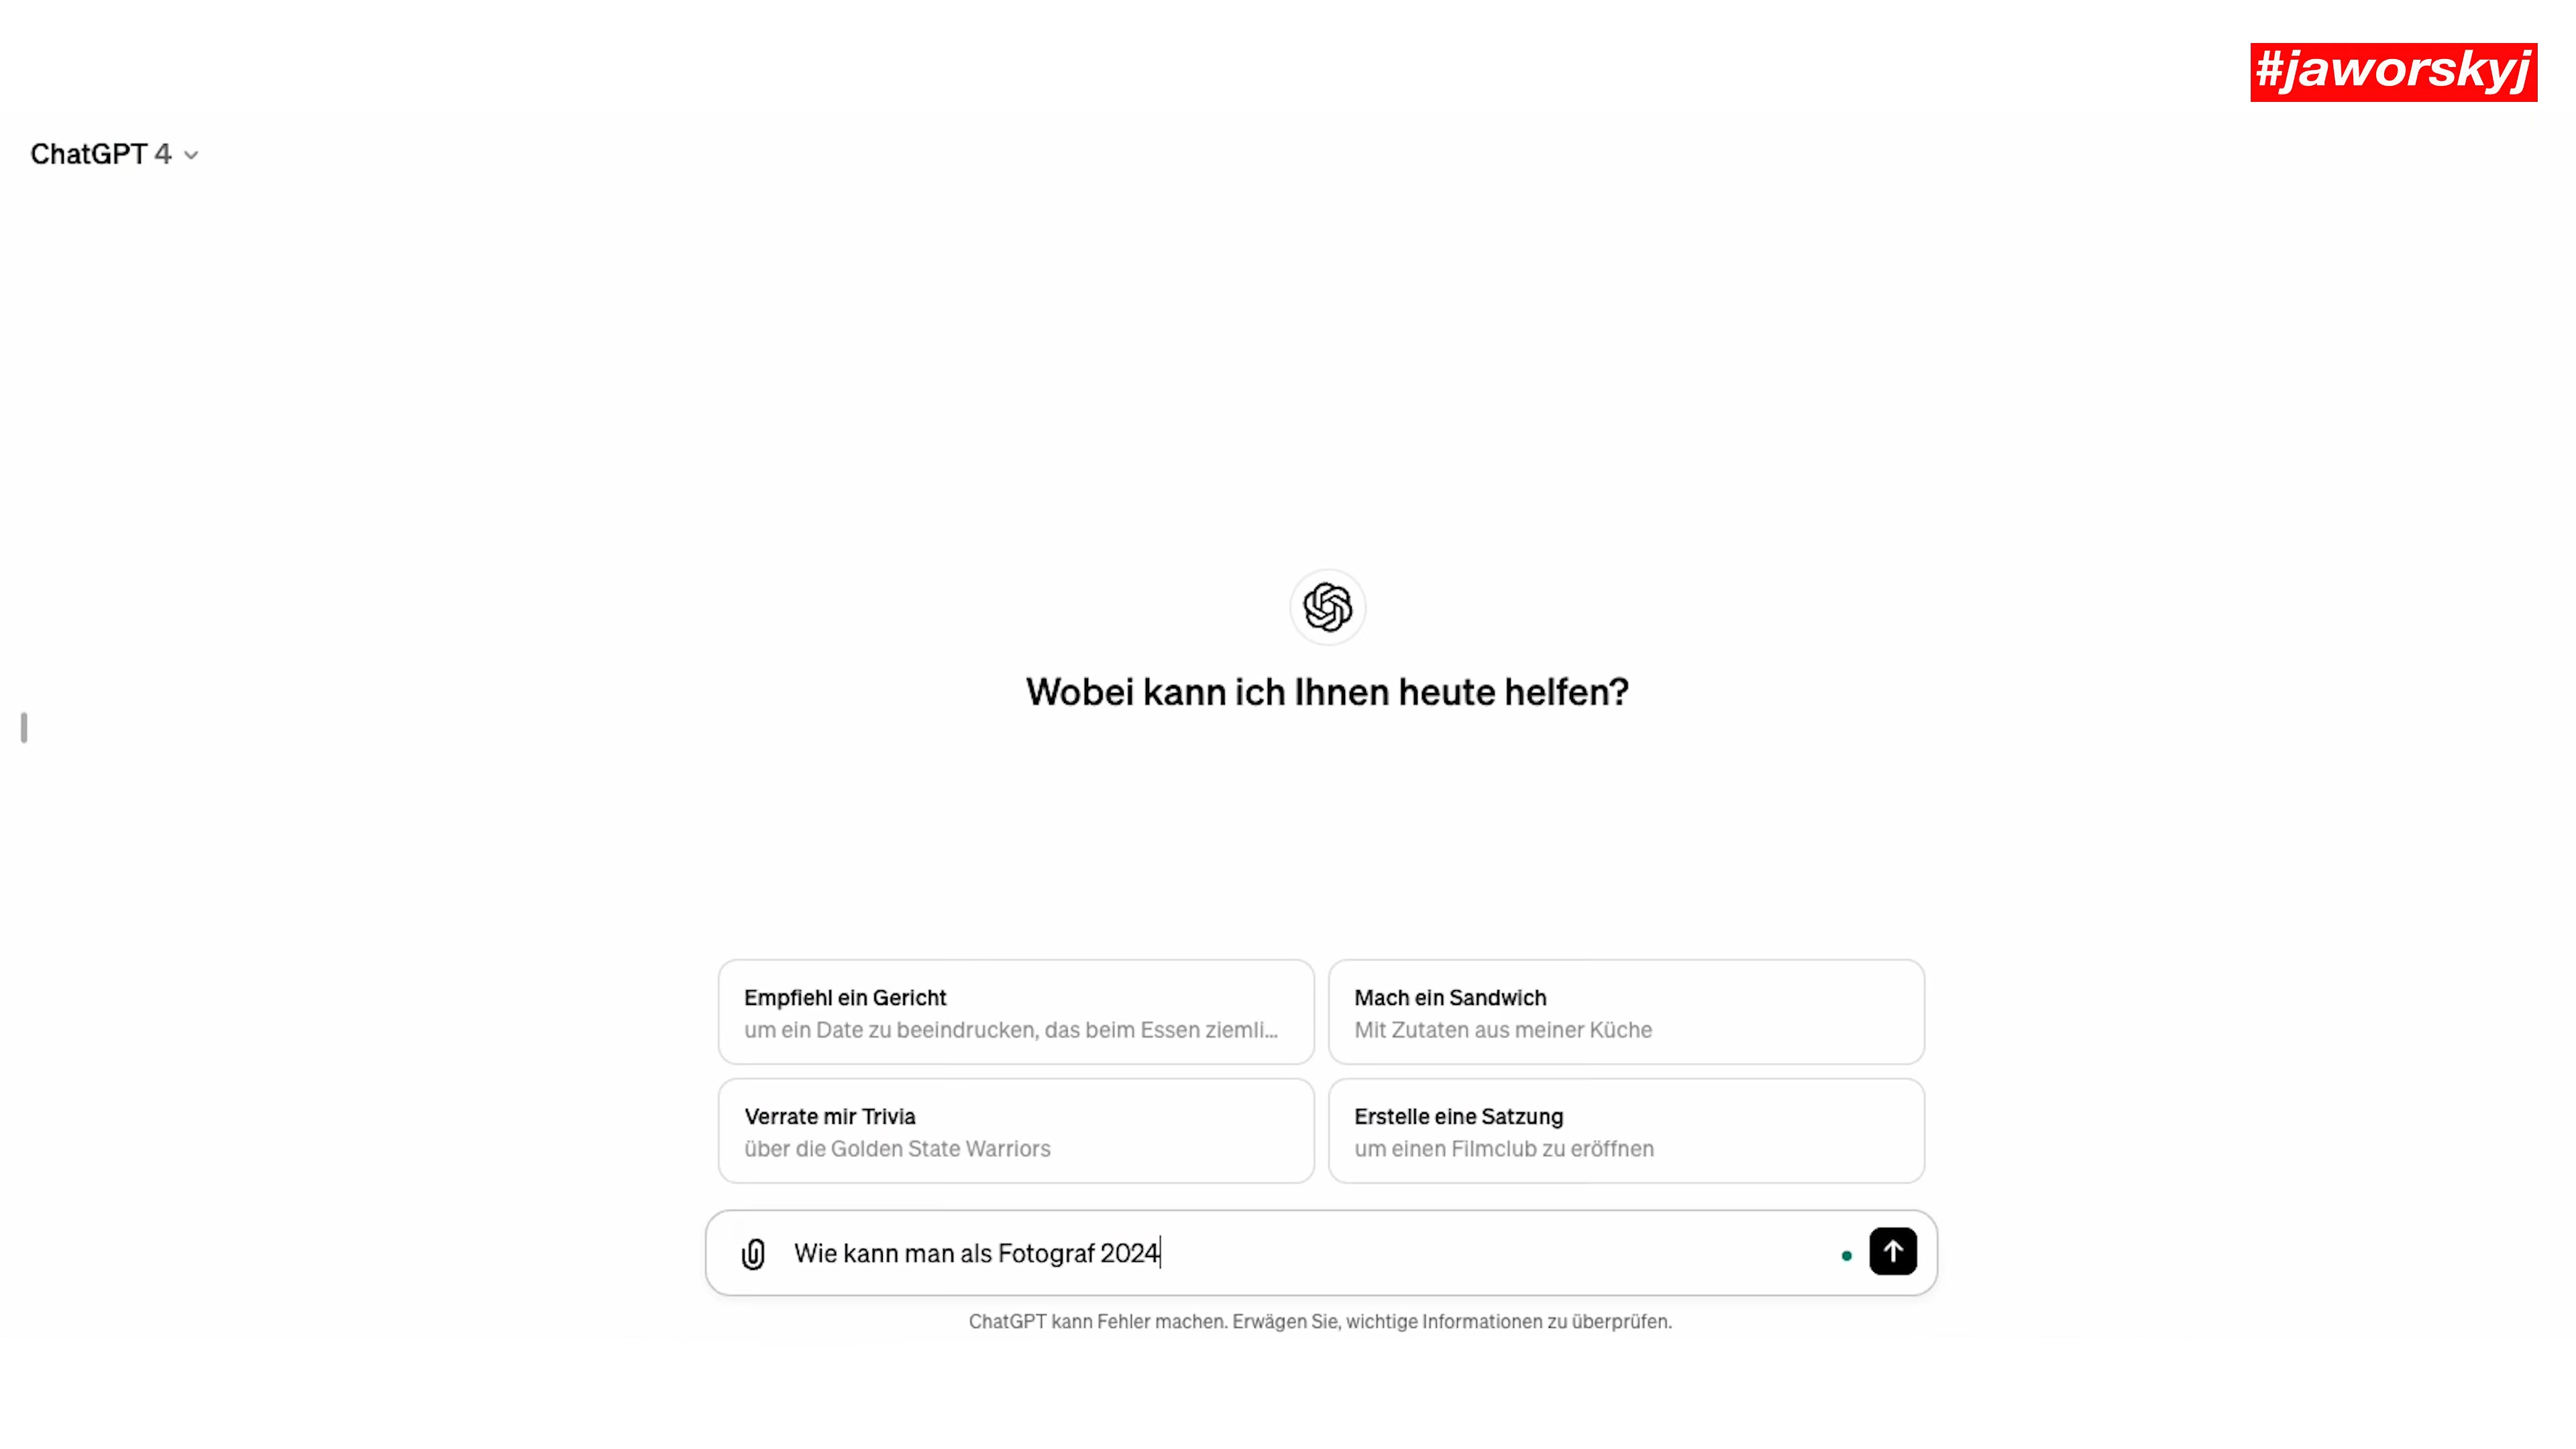 #jaworskyj
ChatGPT 4
Wobei kann ich Ihnen heute helfen?
Empfiehl ein Gericht
um ein Date zu beeindrucken, das beim Essen ziemli...
Mach ein Sandwich
Mit Zutaten aus meiner Küche
Verrate mir Trivia
über die Golden State Warriors
Erstelle eine Satzung
um einen Filmclub zu eröffnen
Wie kann man als Fotograf 2024
ChatGPT kann Fehler machen. Erwägen Sie, wichtige Informationen zu überprüfen.